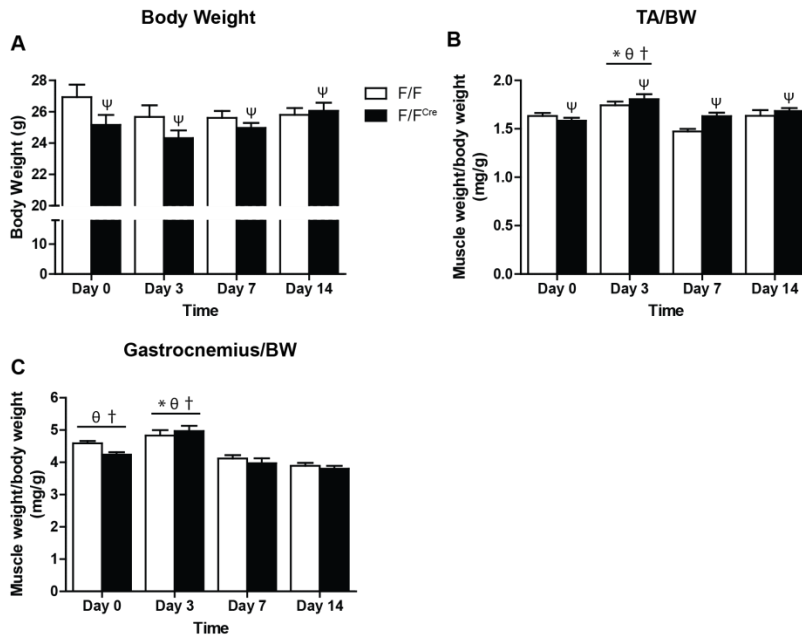 Body Weight
A
28
26
24
22
20
10
0
Body Weight (g)
ψ
ψ
ψ
ψ
Day 0 Day 3 Day 7 Day 14
Time
F/F
F/F^Cre
TA/BW
B
2.0
1.5
1.0
0.5
0.0
Muscle weight/body weight
(mg/g)
* θ †
ψ
ψ
ψ
ψ
Day 0 Day 3 Day 7 Day 14
Time
Gastrocnemius/BW
C
6
5
4
3
2
1
0
Muscle weight/body weight
(mg/g)
θ †
* θ †
Day 0 Day 3 Day 7 Day 14
Time